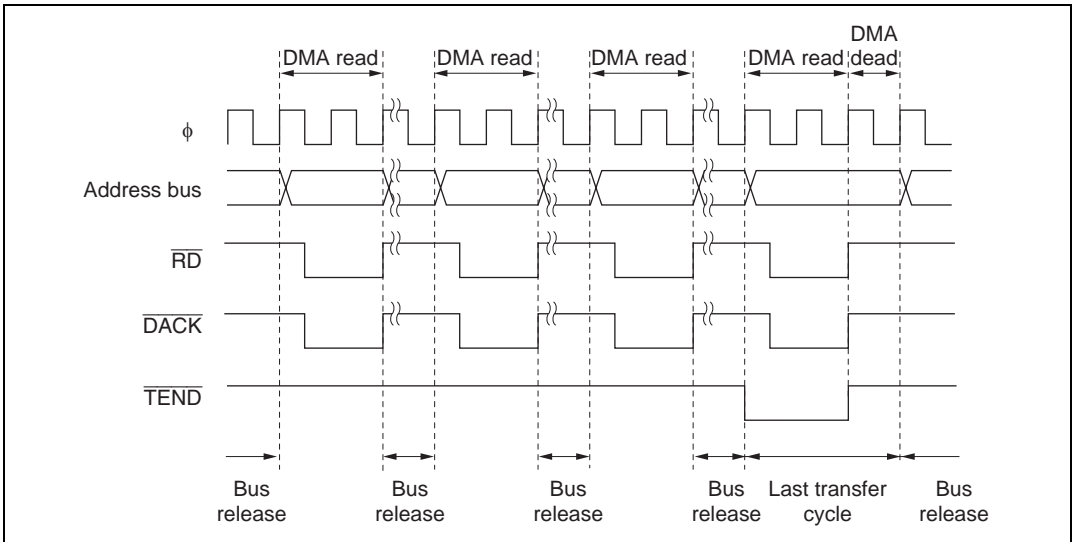 DMA
DMA read DMA read DMA read DMA read dead
ϕ
Address bus
RD
DACK
TEND
Bus release
Bus release
Bus release
Bus release
Last transfer cycle
Bus release